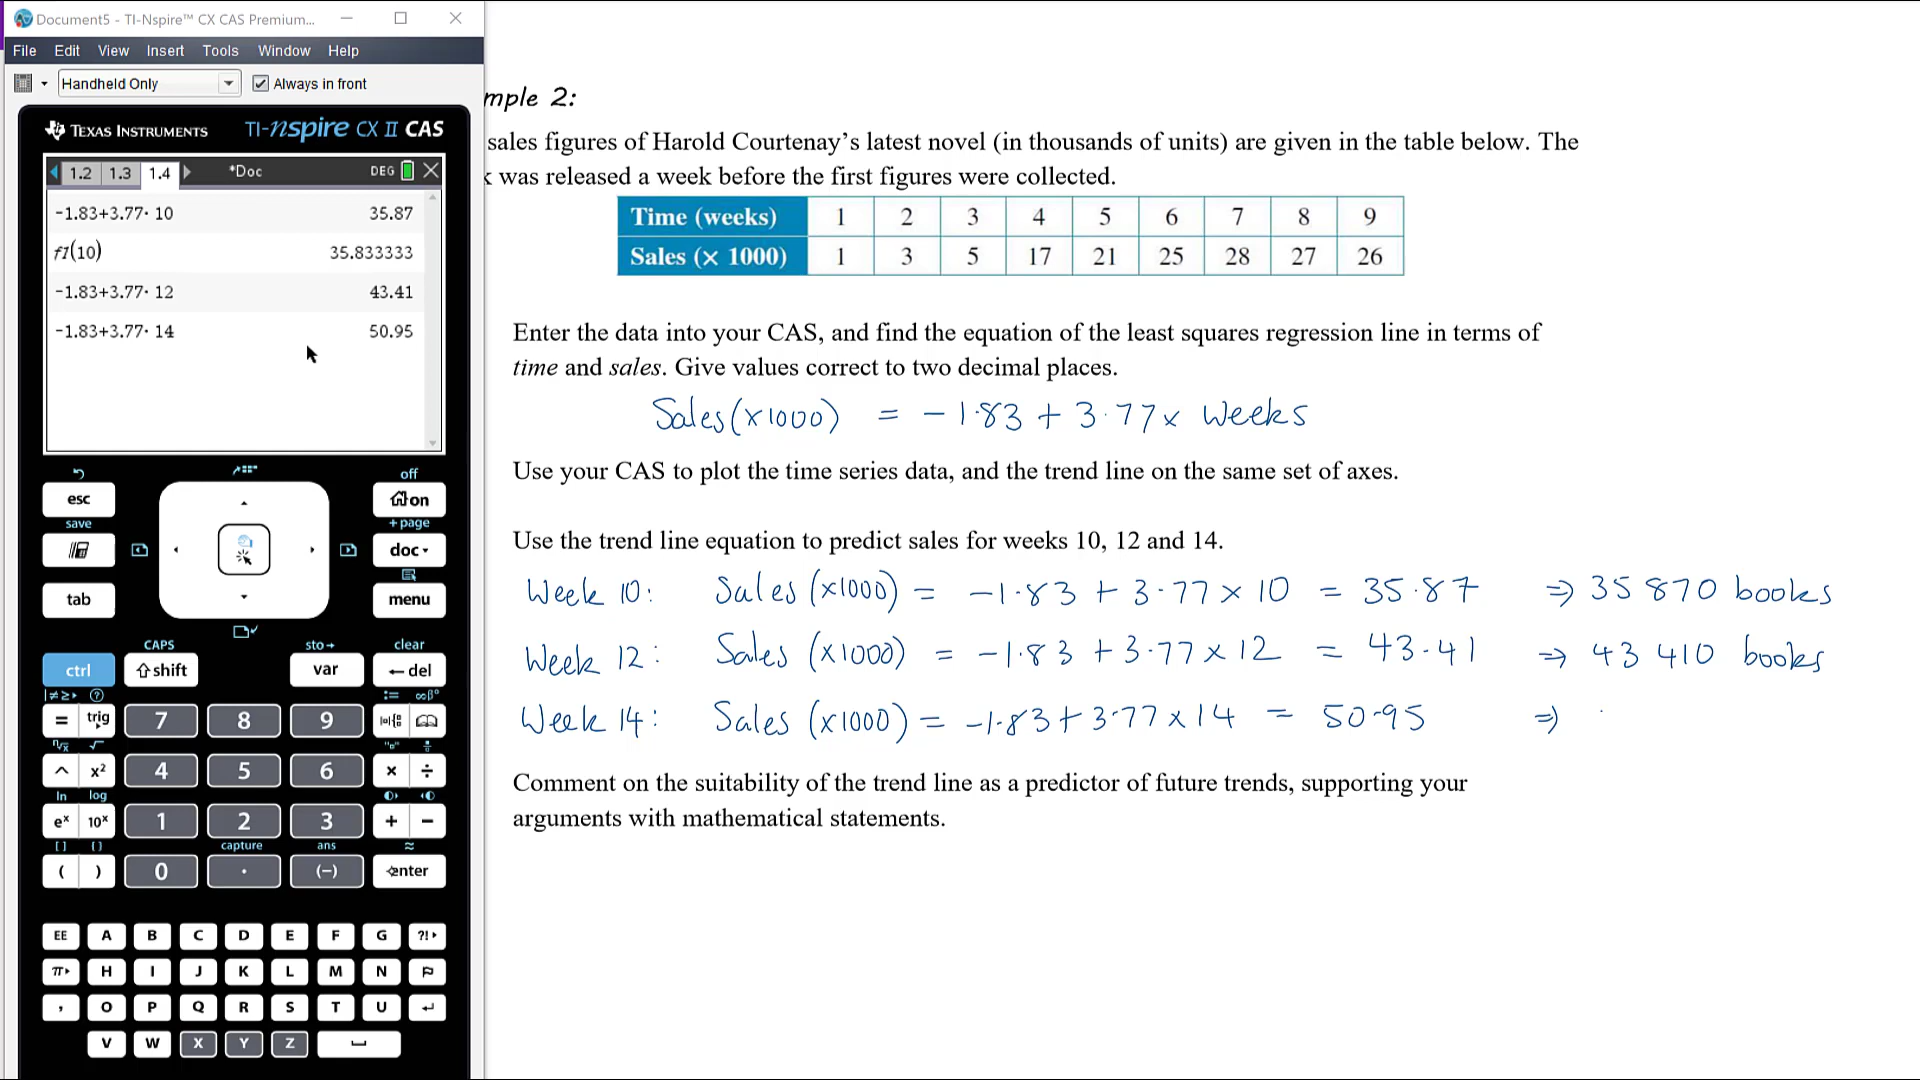 Document5 - TI-Nspire™ CX CAS Premium...
File Edit View Insert Tools Window Help
Handheld Only Always in front
TEXAS INSTRUMENTS TI-nspire CX II CAS
1.2 1.3 1.4 *Doc DEG
-1.83+3.77· 10 35.87
f1(10) 35.833333
-1.83+3.77· 12 43.41
-1.83+3.77· 14 50.95
off
esc on
save + page
doc
tab menu
CAPS sto→ clear
ctrl shift var ← del
|≠≥▸ ? := ∞β°
= trig 7 8 9
^ x² 4 5 6 × ÷
ln log
eˣ 10ˣ 1 2 3 + −
[ ] { } capture ans ≈
( ) 0 . (−) enter
EE A B C D E F G ?!▸
π▸ H I J K L M N
, O P Q R S T U ↵
V W X Y Z
mple 2:
sales figures of Harold Courtenay’s latest novel (in thousands of units) are given in the table below. The
k was released a week before the first figures were collected.
Time (weeks) 1 2 3 4 5 6 7 8 9
Sales (× 1000) 1 3 5 17 21 25 28 27 26
Enter the data into your CAS, and find the equation of the least squares regression line in terms of
time and sales. Give values correct to two decimal places.
Sales(×1000) = −1·83 + 3·77 × weeks
Use your CAS to plot the time series data, and the trend line on the same set of axes.
Use the trend line equation to predict sales for weeks 10, 12 and 14.
Week 10: Sales (×1000) = −1·83 + 3·77 × 10 = 35·87 ⇒ 35 870 books
Week 12: Sales (×1000) = −1·83 + 3·77 × 12 = 43·41 ⇒ 43 410 books
Week 14: Sales (×1000) = −1·83 + 3·77 × 14 = 50·95 ⇒
Comment on the suitability of the trend line as a predictor of future trends, supporting your
arguments with mathematical statements.